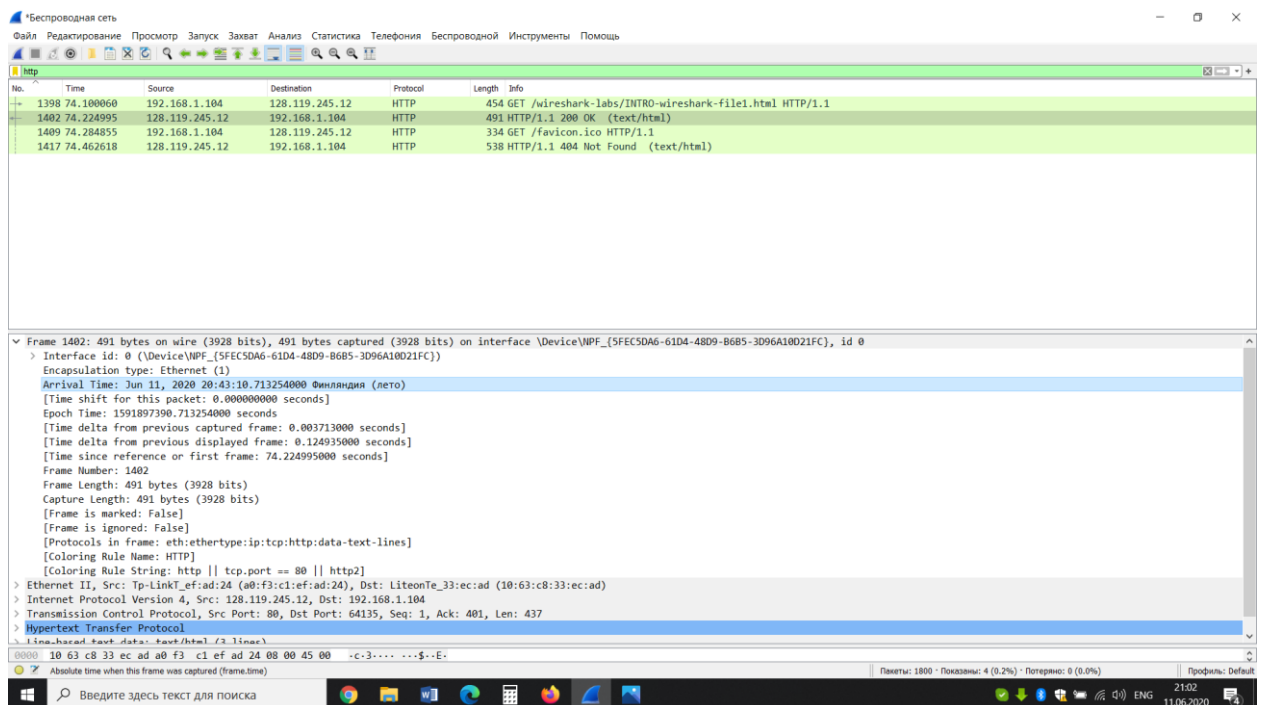 *Беспроводная сеть
Файл Редактирование Просмотр Запуск Захват Анализ Статистика Телефония Беспроводной Инструменты Помощь
http
No. Time Source Destination Protocol Length Info
1398 74.100060 192.168.1.104 128.119.245.12 HTTP 454 GET /wireshark-labs/INTRO-wireshark-file1.html HTTP/1.1
1402 74.224995 128.119.245.12 192.168.1.104 HTTP 491 HTTP/1.1 200 OK (text/html)
1409 74.284855 192.168.1.104 128.119.245.12 HTTP 334 GET /favicon.ico HTTP/1.1
1417 74.462618 128.119.245.12 192.168.1.104 HTTP 538 HTTP/1.1 404 Not Found (text/html)
Frame 1402: 491 bytes on wire (3928 bits), 491 bytes captured (3928 bits) on interface \Device\NPF_{5FEC5DA6-61D4-48D9-B6B5-3D96A10D21FC}, id 0
Interface id: 0 (\Device\NPF_{5FEC5DA6-61D4-48D9-B6B5-3D96A10D21FC})
Encapsulation type: Ethernet (1)
Arrival Time: Jun 11, 2020 20:43:10.713254000 Финляндия (лето)
[Time shift for this packet: 0.000000000 seconds]
Epoch Time: 1591897390.713254000 seconds
[Time delta from previous captured frame: 0.003713000 seconds]
[Time delta from previous displayed frame: 0.124935000 seconds]
[Time since reference or first frame: 74.224995000 seconds]
Frame Number: 1402
Frame Length: 491 bytes (3928 bits)
Capture Length: 491 bytes (3928 bits)
[Frame is marked: False]
[Frame is ignored: False]
[Protocols in frame: eth:ethertype:ip:tcp:http:data-text-lines]
[Coloring Rule Name: HTTP]
[Coloring Rule String: http || tcp.port == 80 || http2]
Ethernet II, Src: Tp-LinkT_ef:ad:24 (a0:f3:c1:ef:ad:24), Dst: LiteonTe_33:ec:ad (10:63:c8:33:ec:ad)
Internet Protocol Version 4, Src: 128.119.245.12, Dst: 192.168.1.104
Transmission Control Protocol, Src Port: 80, Dst Port: 64135, Seq: 1, Ack: 401, Len: 437
Hypertext Transfer Protocol
Line-based text data: text/html (3 lines)
0000 10 63 c8 33 ec ad a0 f3 c1 ef ad 24 08 00 45 00 ·c·3···· ···$··E·
Absolute time when this frame was captured (frame.time) Пакеты: 1800 · Показаны: 4 (0.2%) · Потеряно: 0 (0.0%) Профиль: Default
Введите здесь текст для поиска ENG 21:02
11.06.2020 4